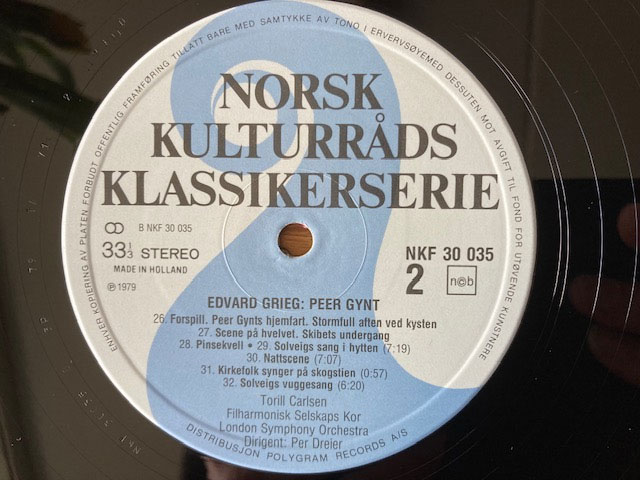 ENHVER KOPIERING AV PLATEN FORBUDT OFFENTLIG FRAMFØRING TILLATT BARE MED SAMTYKKE AV TONO I ERVERVSØYEMED DESSUTEN MOT AVGIFT TIL FOND FOR UTØVENDE KUNSTNERE
NORSK
KULTURRÅDS
KLASSIKERSERIE
B NKF 30 035
33⅓ STEREO
MADE IN HOLLAND
℗ 1979
NKF 30 035
2
n©b
EDVARD GRIEG: PEER GYNT
26. Forspill. Peer Gynts hjemfart. Stormfull aften ved kysten
27. Scene på hvelvet. Skibets undergang
28. Pinsekvell • 29. Solveigs sang i hytten (7:19)
30. Nattscene (7:07)
31. Kirkefolk synger på skogstien (0:57)
32. Solveigs vuggesang (6:20)
Torill Carlsen
Filharmonisk Selskaps Kor
London Symphony Orchestra
Dirigent: Per Dreier
DISTRIBUSJON POLYGRAM RECORDS A/S